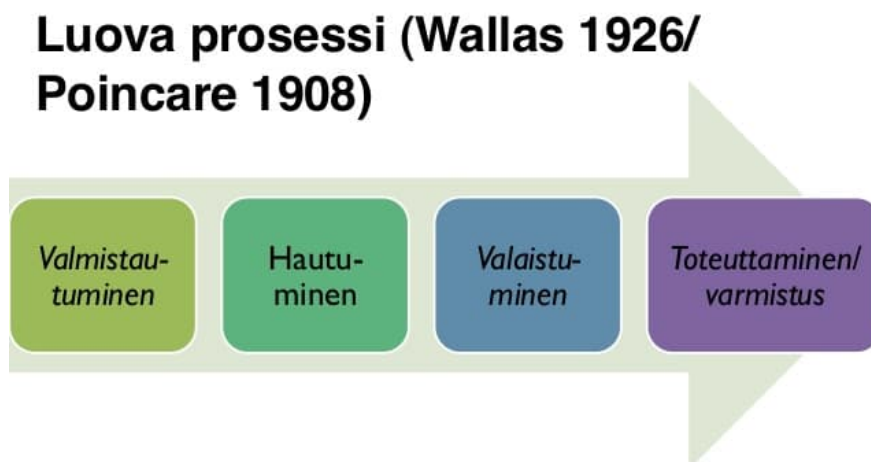 Luova prosessi (Wallas 1926/
Poincare 1908)
Valmistau-
tuminen
Hautu-
minen
Valaistu-
minen
Toteuttaminen/
varmistus